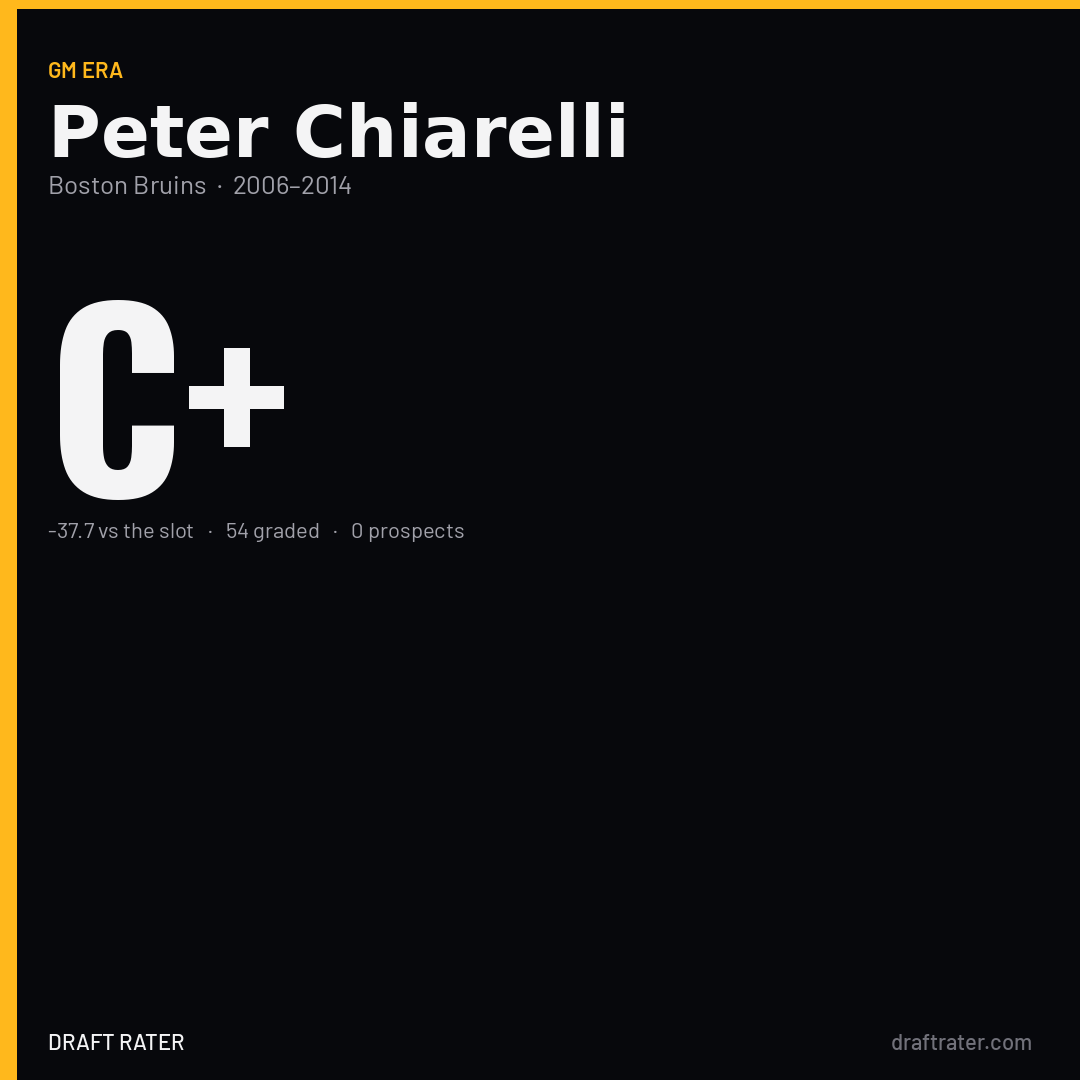 GM ERA
Peter Chiarelli
Boston Bruins · 2006–2014
C+
-37.7 vs the slot · 54 graded · 0 prospects
DRAFT RATER
draftrater.com